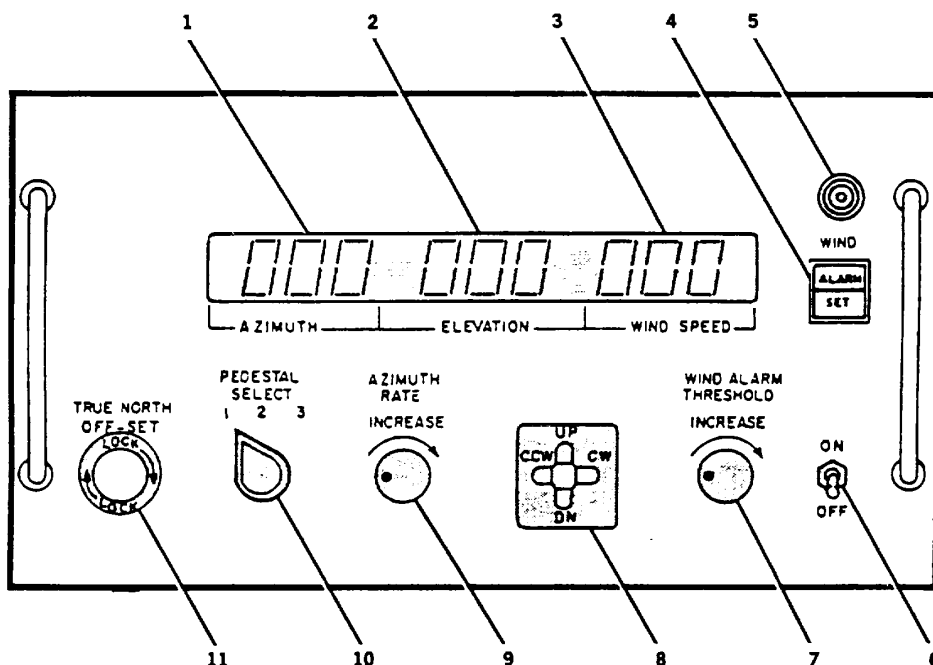 1 2 3 4 5
WIND
ALARM
SET
000 000 000
AZIMUTH ELEVATION WIND SPEED
TRUE NORTH
OFF-SET
LOCK
LOCK
PEDESTAL
SELECT
1 2 3
AZIMUTH
RATE
INCREASE
UP
CCW CW
DN
WIND ALARM
THRESHOLD
INCREASE
ON
OFF
11 10 9 8 7 6